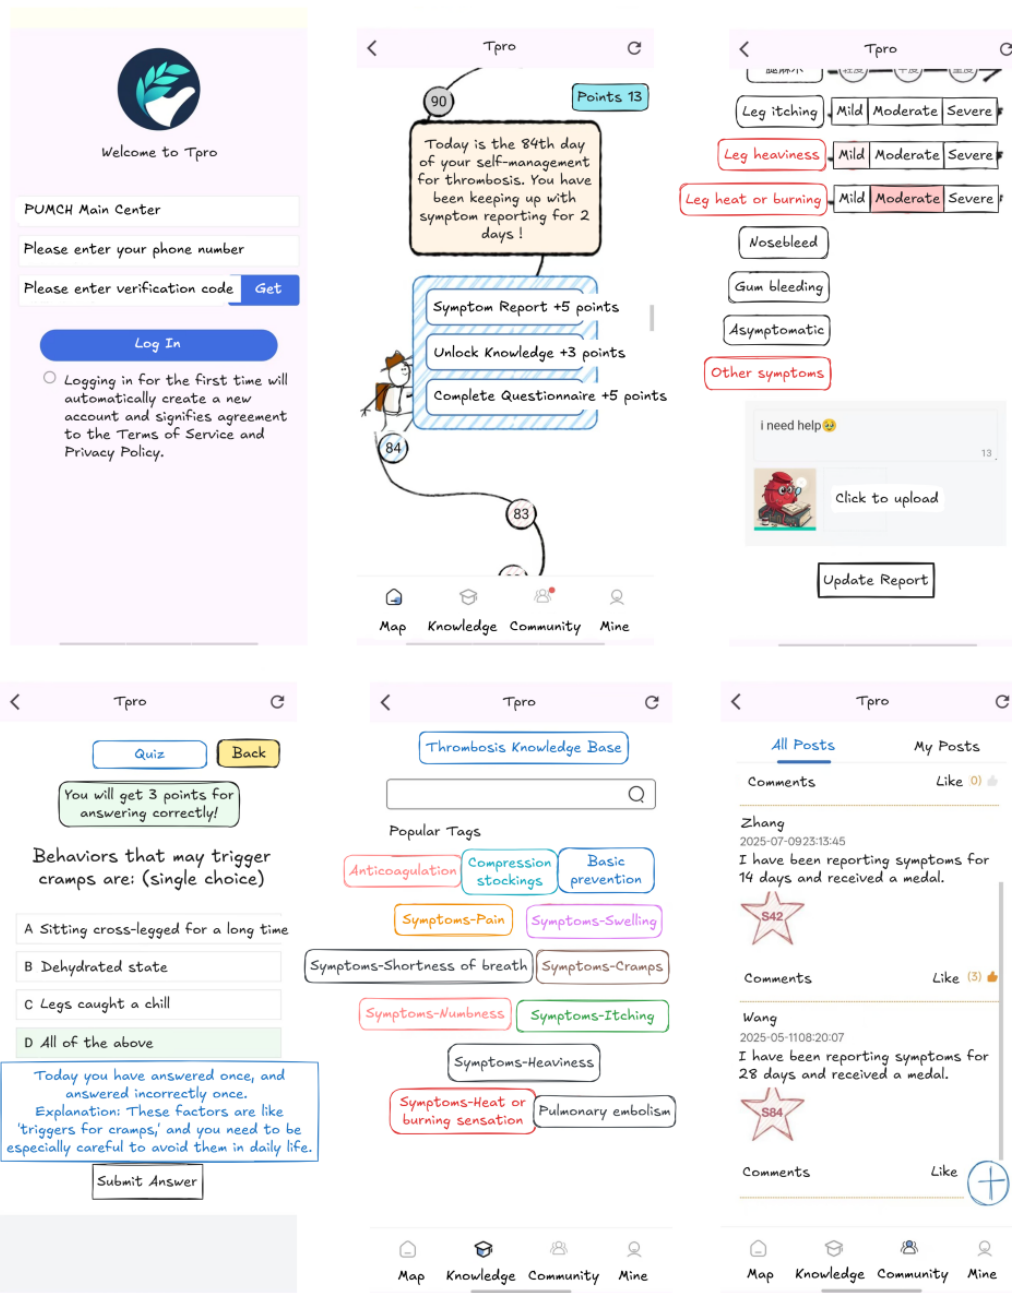 Welcome to Tpro
PUMCH Main Center
Please enter your phone number
Please enter verification code
Get
Log In
Logging in for the first time will
automatically create a new
account and signifies agreement
to the Terms of Service and
Privacy Policy.
Tpro
90
Points 13
Today is the 84th day
of your self-management
for thrombosis. You have
been keeping up with
symptom reporting for 2
days !
Symptom Report +5 points
Unlock Knowledge +3 points
Complete Questionnaire +5 points
84
83
Map Knowledge Community Mine
Tpro
Leg itching Mild Moderate Severe
Leg heaviness Mild Moderate Severe
Leg heat or burning Mild Moderate Severe
Nosebleed
Gum bleeding
Asymptomatic
Other symptoms
i need help🥹
13
Click to upload
Update Report
Tpro
Quiz Back
You will get 3 points for
answering correctly!
Behaviors that may trigger
cramps are: (single choice)
A Sitting cross-legged for a long time
B Dehydrated state
C Legs caught a chill
D All of the above
Today you have answered once, and
answered incorrectly once.
Explanation: These factors are like
'triggers for cramps,' and you need to be
especially careful to avoid them in daily life.
Submit Answer
Tpro
Thrombosis Knowledge Base
Popular Tags
Anticoagulation
Compression
stockings
Basic
prevention
Symptoms-Pain Symptoms-Swelling
Symptoms-Shortness of breath Symptoms-Cramps
Symptoms-Numbness Symptoms-Itching
Symptoms-Heaviness
Symptoms-Heat or
burning sensation
Pulmonary embolism
Map Knowledge Community Mine
Tpro
All Posts My Posts
Comments Like 0)
Zhang
2025-07-0923:13:45
I have been reporting symptoms for
14 days and received a medal.
S42
Comments Like (3)
Wang
2025-05-1108:20:07
I have been reporting symptoms for
28 days and received a medal.
S84
Comments Like
Map Knowledge Community Mine